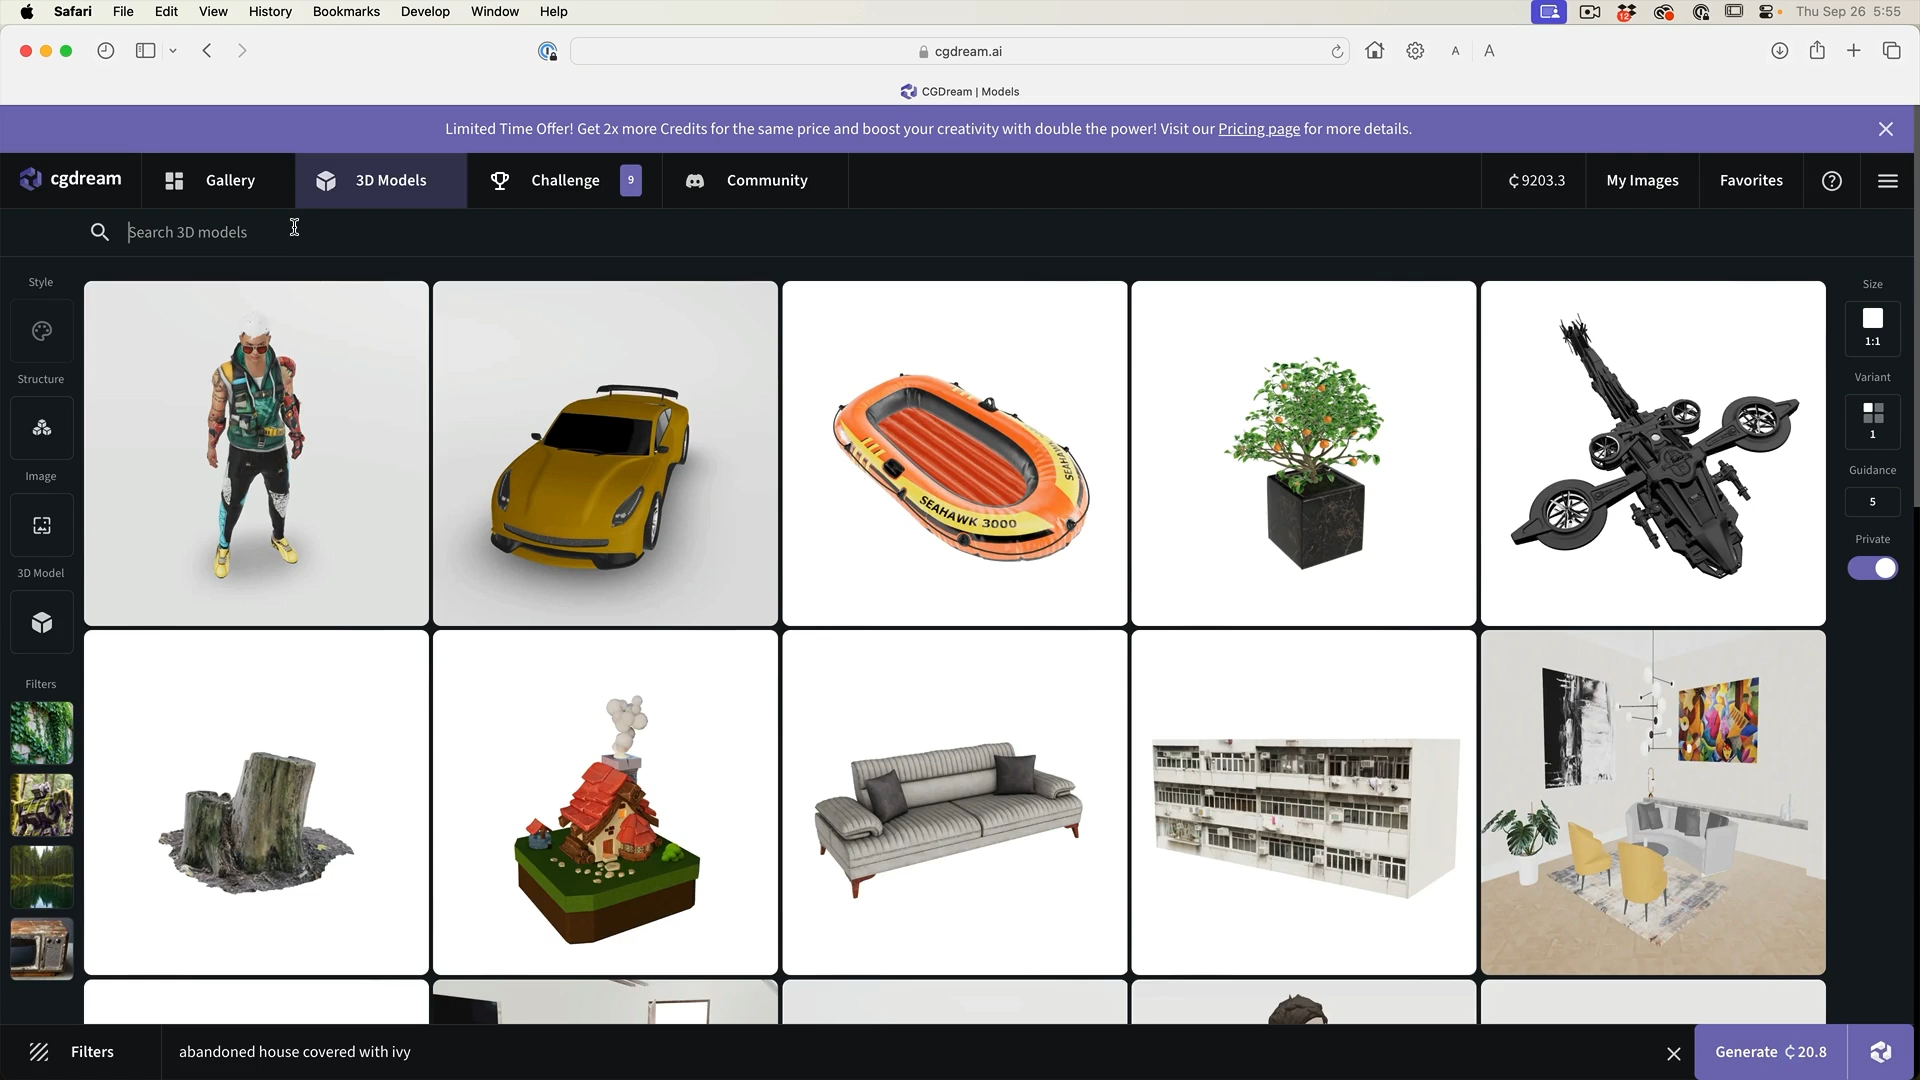 Safari File Edit View History Bookmarks Develop Window Help
12
Thu Sep 26 5:55
cgdream.ai
A A
CGDream | Models
Limited Time Offer! Get 2x more Credits for the same price and boost your creativity with double the power! Visit our Pricing page for more details.
cgdream
Gallery
3D Models
Challenge 9
Community
₵9203.3
My Images
Favorites
?
Search 3D models
Style
Structure
Image
3D Model
Filters
SEAHAWK 3000
SEAHAWK
Size
1:1
Variant
1
Guidance
5
Private
Filters
abandoned house covered with ivy
Generate ₵20.8